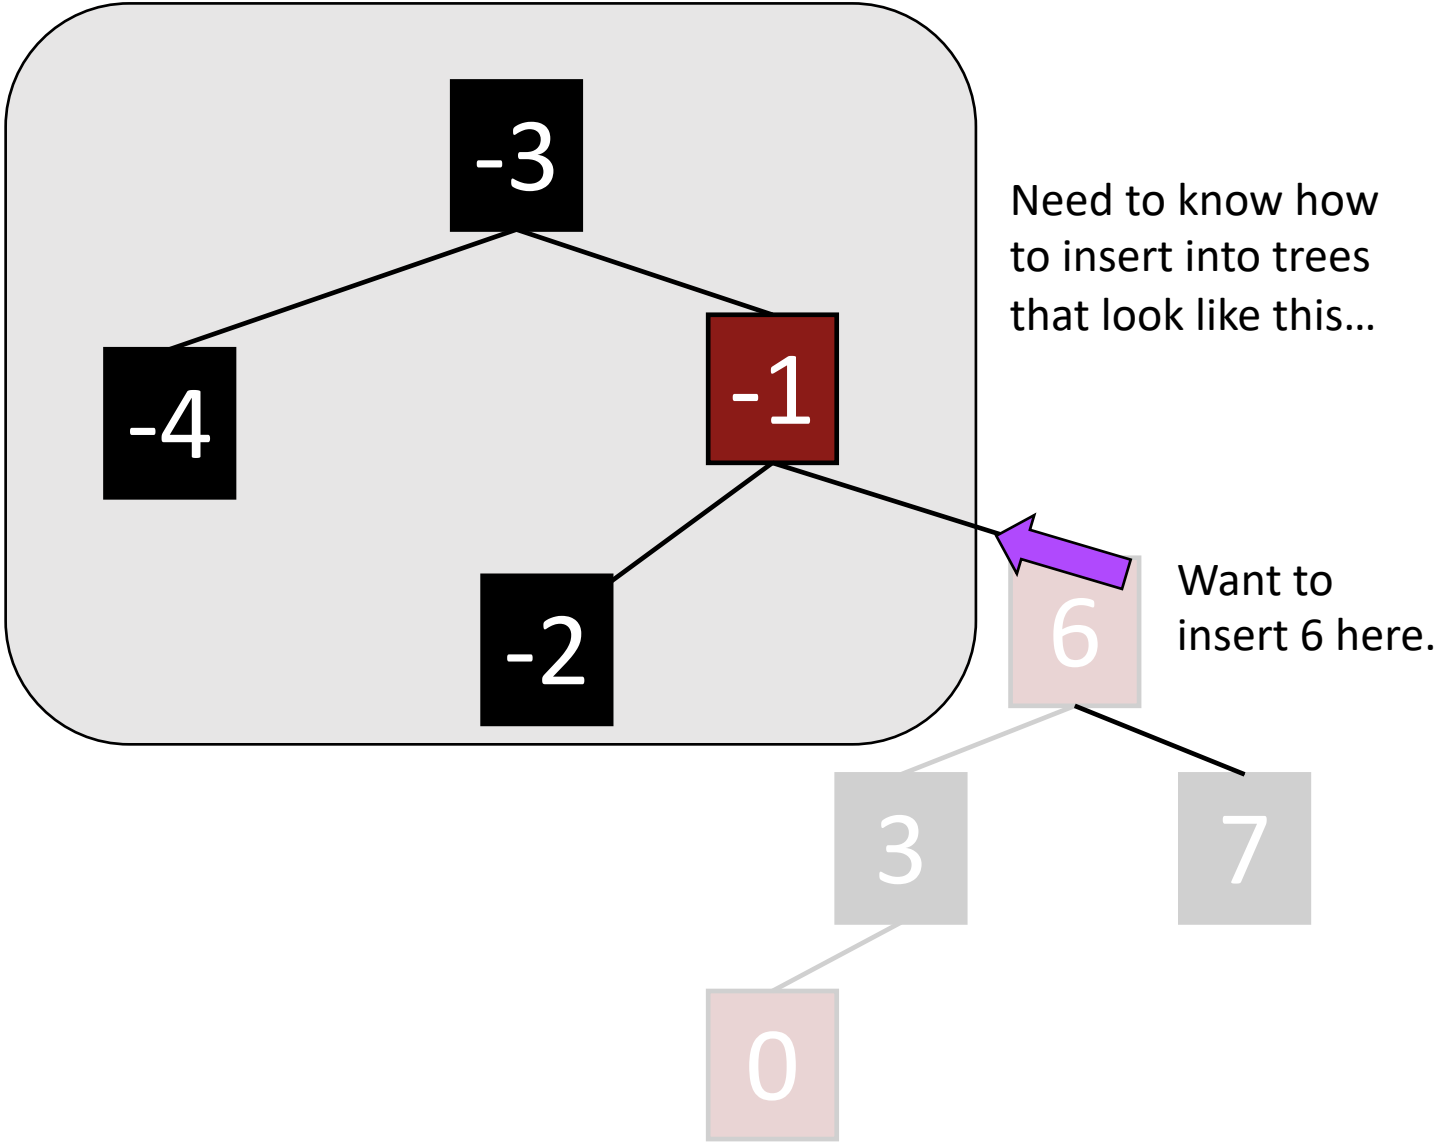 -3
Need to know how
to insert into trees
that look like this…
-1
-4
Want to
insert 6 here.
6
-2
3
7
0